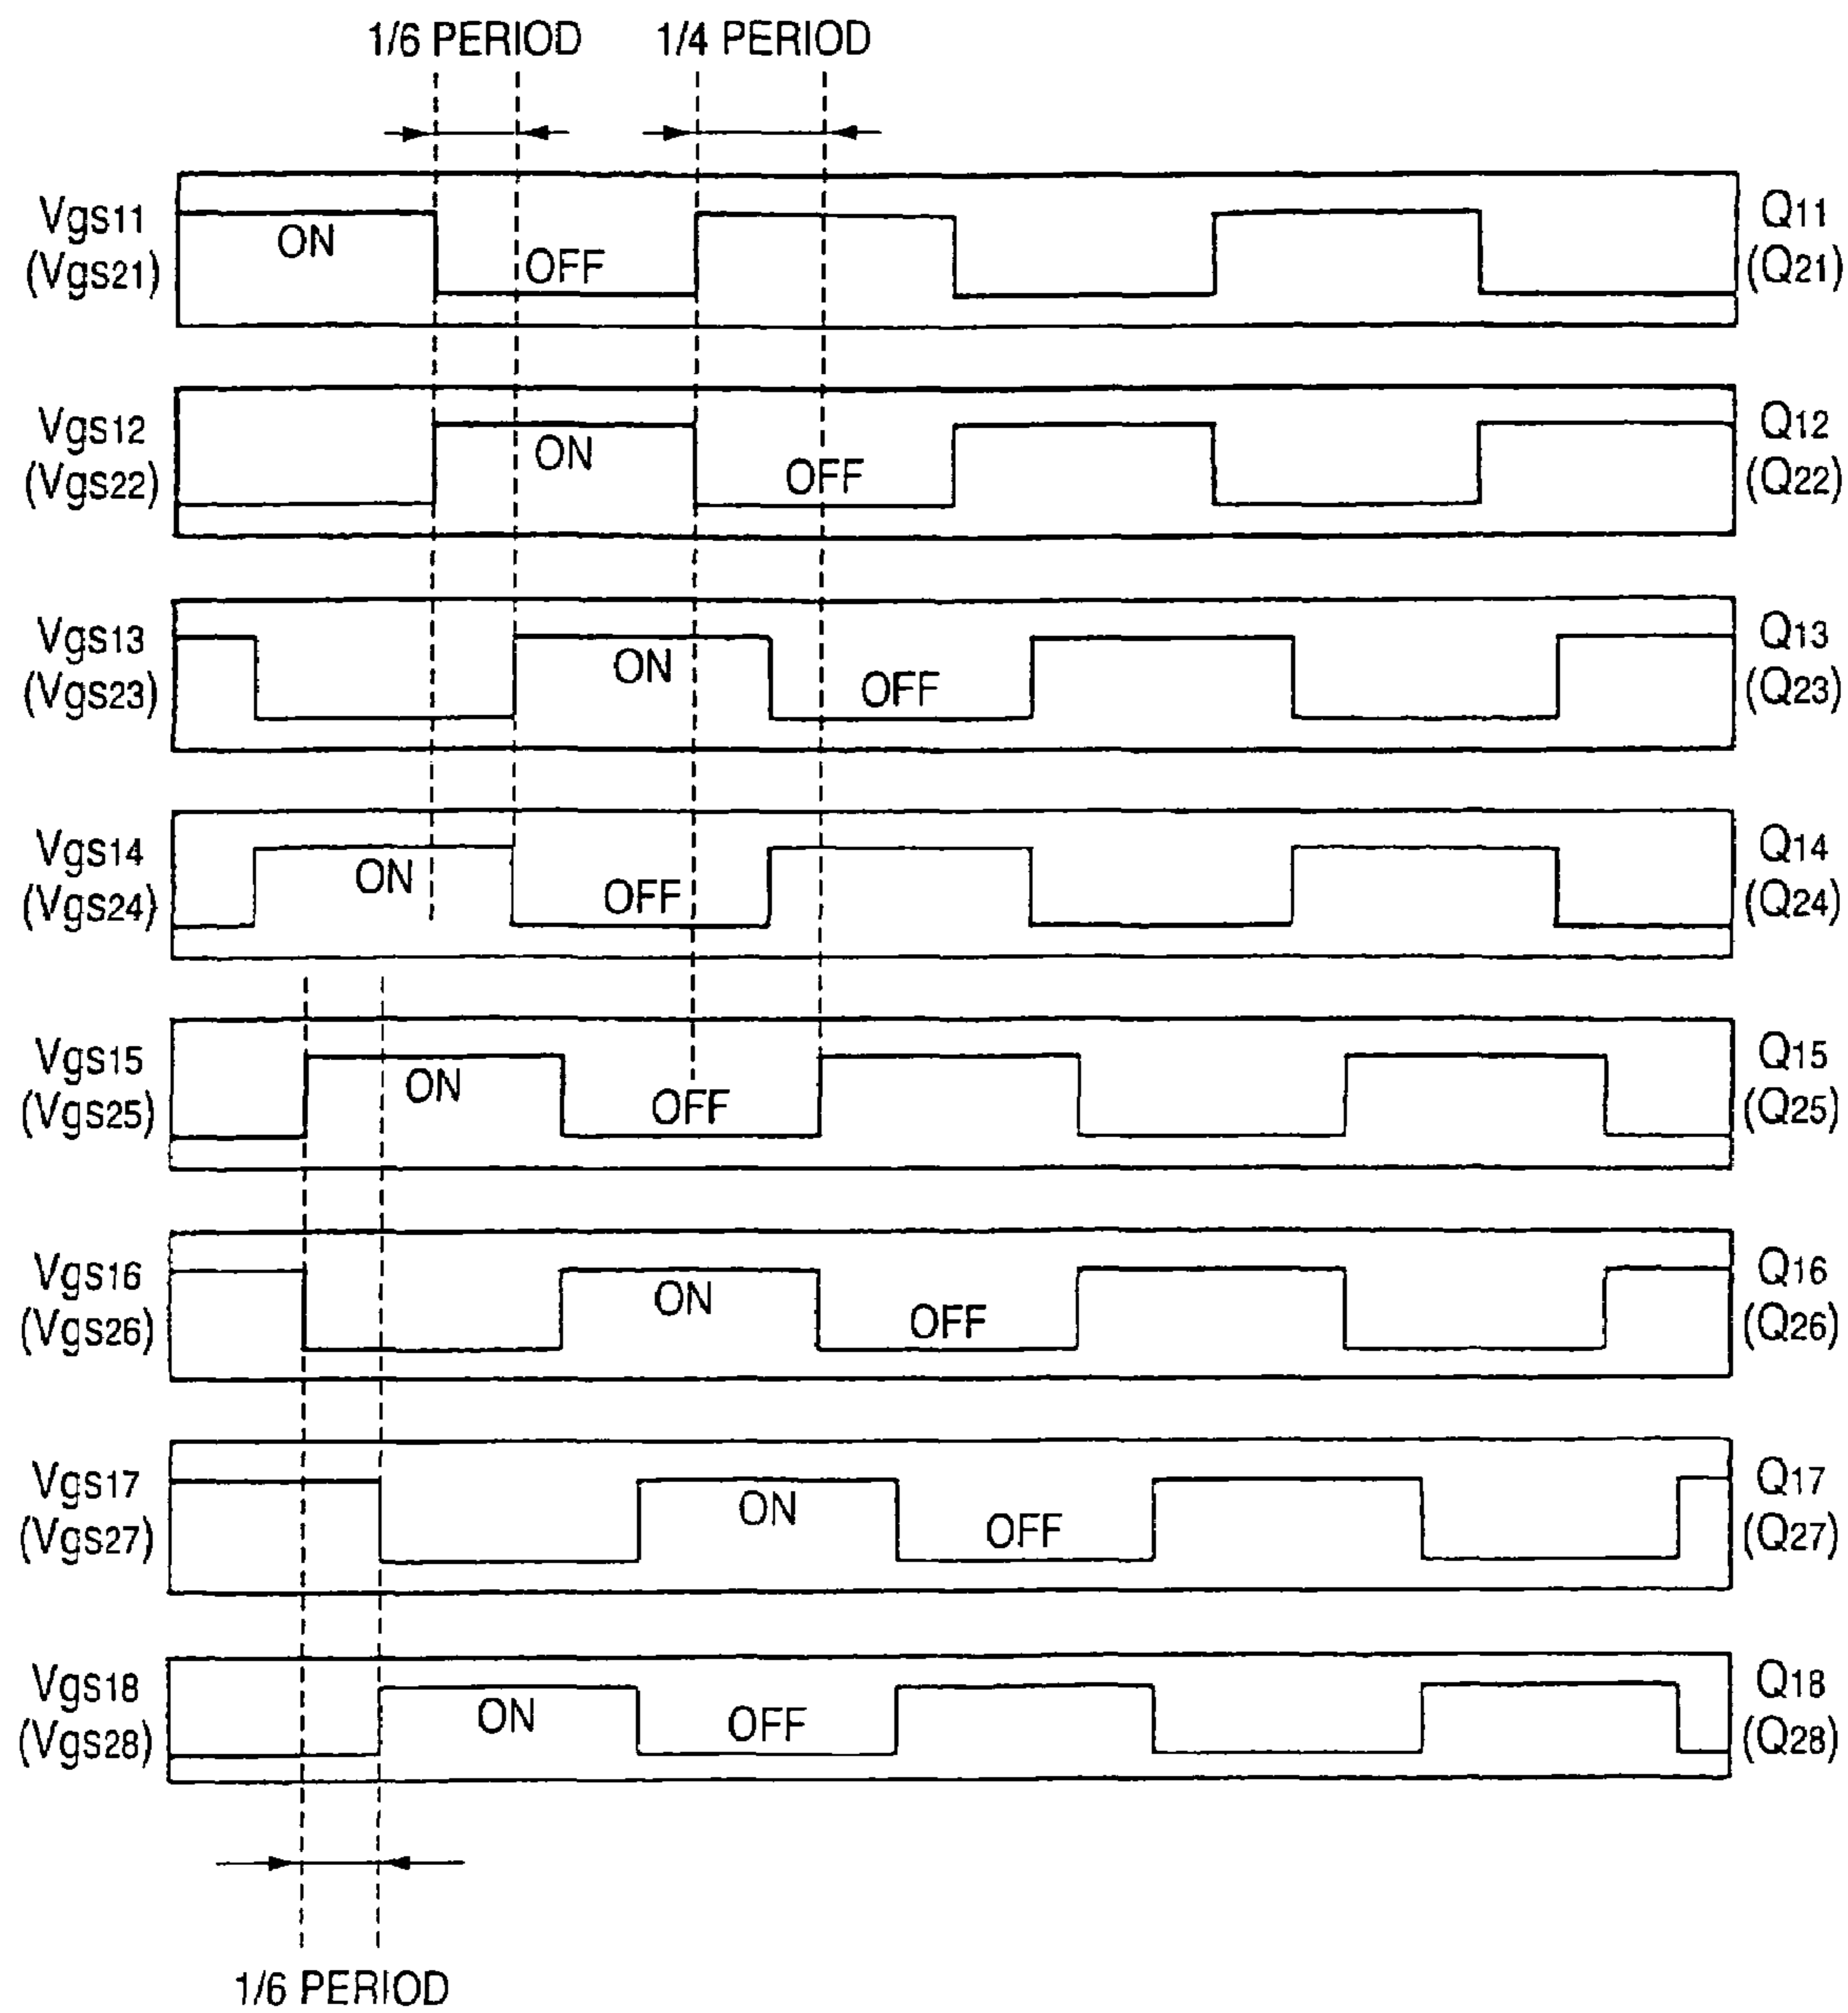 1/6 PERIOD 1/4 PERIOD
Vgs11 ON OFF Q11
(Vgs21) (Q21)
Vgs12 ON OFF Q12
(Vgs22) (Q22)
Vgs13 ON OFF Q13
(Vgs23) (Q23)
Vgs14 ON OFF Q14
(Vgs24) (Q24)
Vgs15 ON OFF Q15
(Vgs25) (Q25)
Vgs16 ON OFF Q16
(Vgs26) (Q26)
Vgs17 ON OFF Q17
(Vgs27) (Q27)
Vgs18 ON OFF Q18
(Vgs28) (Q28)
1/6 PERIOD